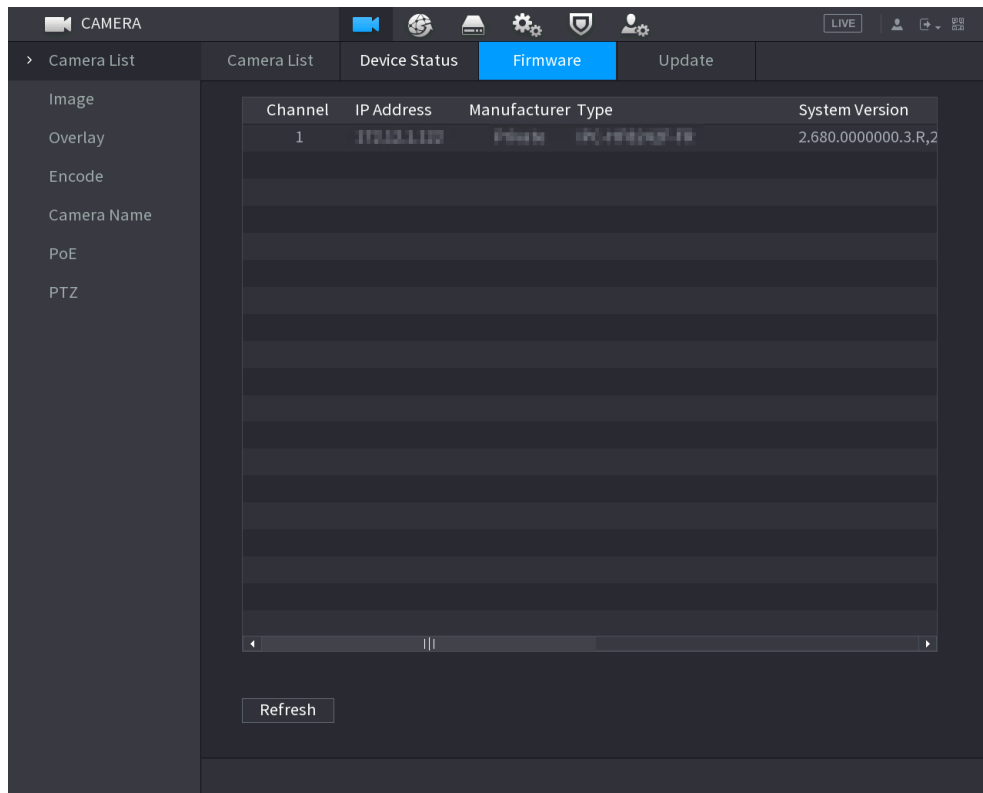 CAMERA LIVE
Camera List
Camera List Device Status Firmware Update
Image
Overlay
Encode
Camera Name
PoE
PTZ
Channel IP Address Manufacturer Type System Version
1 2.680.0000000.3.R,2
Refresh